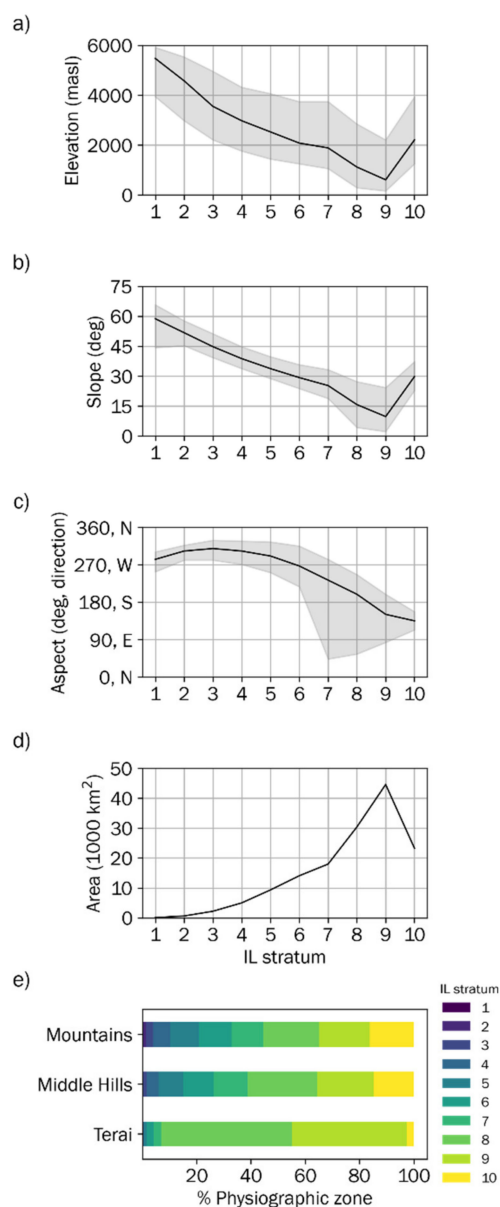 a)
6000
4000
2000
0
Elevation (masl)
1 2 3 4 5 6 7 8 9 10
b)
75
60
45
30
15
0
Slope (deg)
1 2 3 4 5 6 7 8 9 10
c)
360, N
270, W
180, S
90, E
0, N
Aspect (deg, direction)
1 2 3 4 5 6 7 8 9 10
d)
50
40
30
20
10
0
Area (1000 km²)
1 2 3 4 5 6 7 8 9 10
IL stratum
e)
Mountains
Middle Hills
Terai
20 40 60 80 100
% Physiographic zone
IL stratum
1
2
3
4
5
6
7
8
9
10